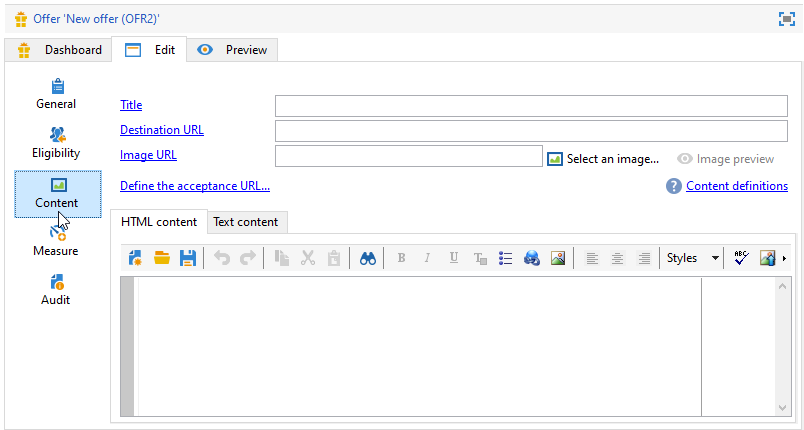 Offer 'New offer (OFR2)'
Dashboard Edit Preview
General
Eligibility
Content
Measure
Audit
Title
Destination URL
Image URL Select an image... Image preview
Define the acceptance URL... ? Content definitions
HTML content Text content
B I U T Styles ABC